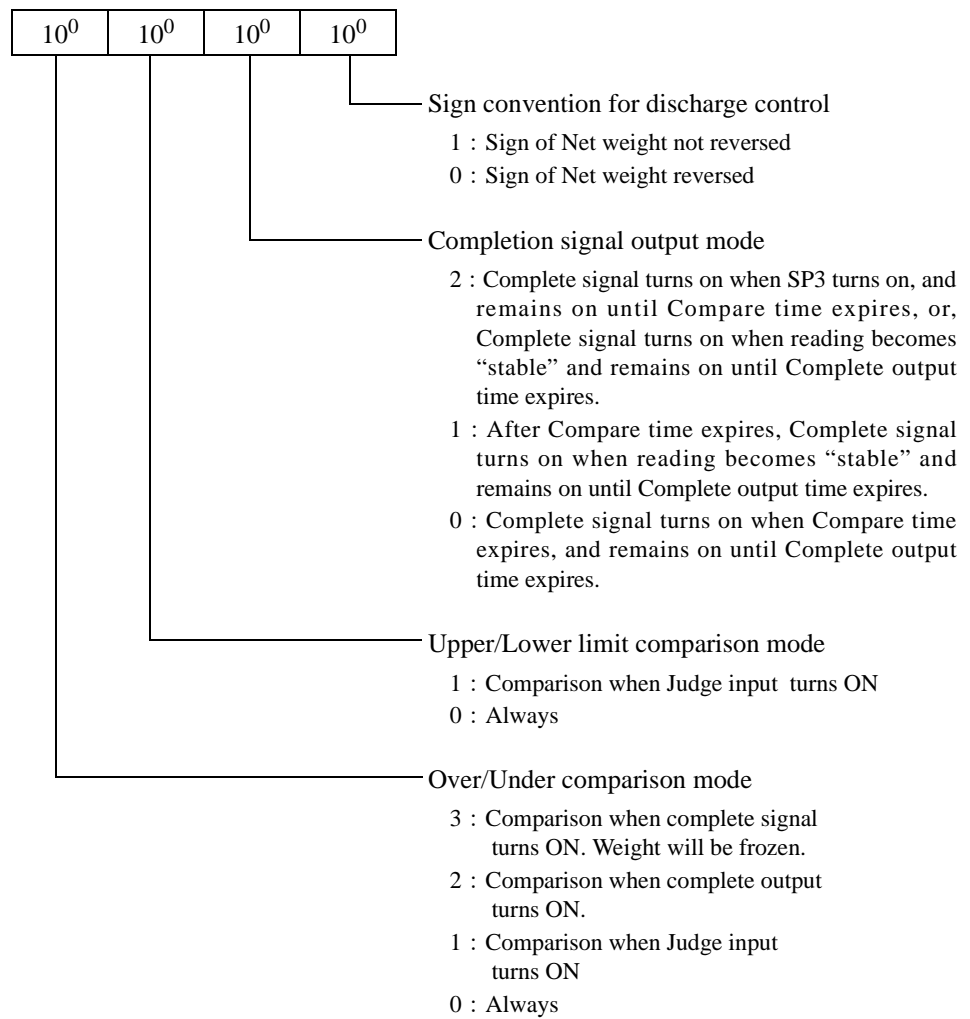 10⁰ 10⁰ 10⁰ 10⁰
Sign convention for discharge control
1 : Sign of Net weight not reversed
0 : Sign of Net weight reversed
Completion signal output mode
2 : Complete signal turns on when SP3 turns on, and
remains on until Compare time expires, or,
Complete signal turns on when reading becomes
“stable” and remains on until Complete output
time expires.
1 : After Compare time expires, Complete signal
turns on when reading becomes “stable” and
remains on until Complete output time expires.
0 : Complete signal turns on when Compare time
expires, and remains on until Complete output
time expires.
Upper/Lower limit comparison mode
1 : Comparison when Judge input turns ON
0 : Always
Over/Under comparison mode
3 : Comparison when complete signal
turns ON. Weight will be frozen.
2 : Comparison when complete output
turns ON.
1 : Comparison when Judge input
turns ON
0 : Always